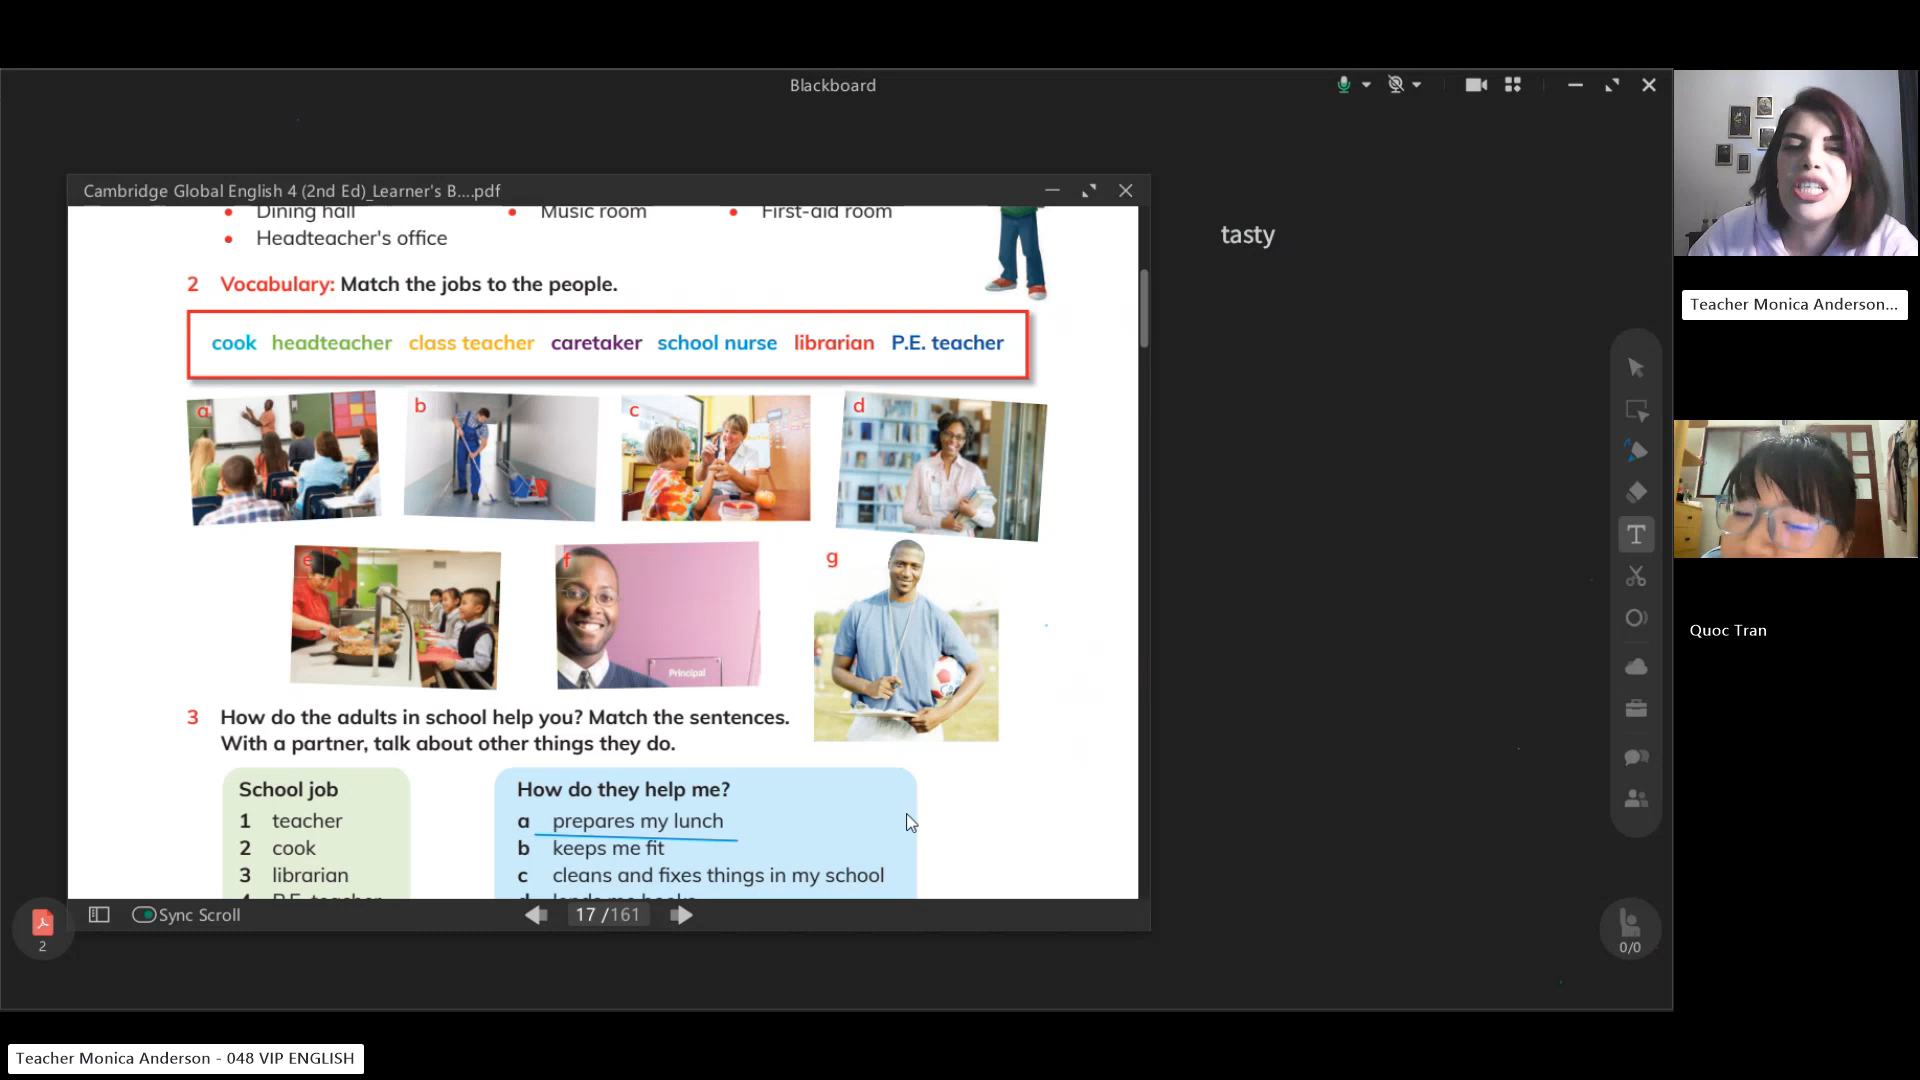 Blackboard
Cambridge Global English 4 (2nd Ed)_Learner's B....pdf
Dining hall
Music room
First-aid room
Headteacher's office
tasty
2 Vocabulary: Match the jobs to the people.
cook headteacher class teacher caretaker school nurse librarian P.E. teacher
a
b
c
d
e
f
g
Principal
3 How do the adults in school help you? Match the sentences.
With a partner, talk about other things they do.
School job
1 teacher
2 cook
3 librarian
4 P.E. teacher
How do they help me?
a prepares my lunch
b keeps me fit
c cleans and fixes things in my school
d lends me books
Sync Scroll
17 /161
2
0/0
Teacher Monica Anderson...
Quoc Tran
Teacher Monica Anderson - 048 VIP ENGLISH